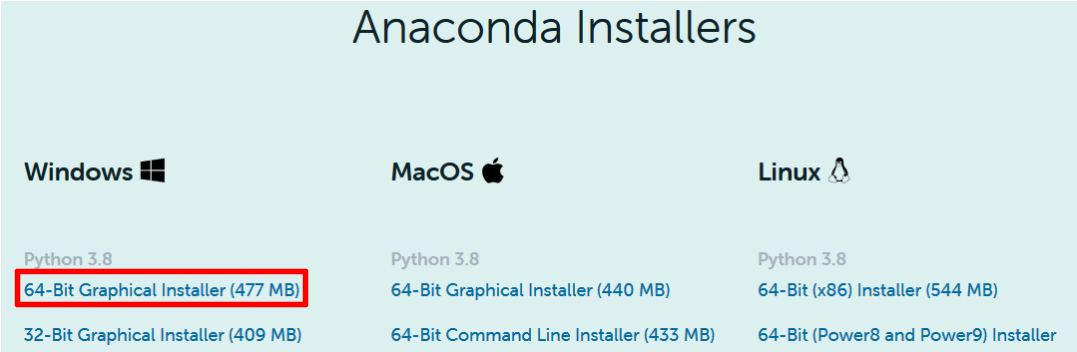 Anaconda Installers
Windows
Python 3.8
64-Bit Graphical Installer (477 MB)
32-Bit Graphical Installer (409 MB)
MacOS
Python 3.8
64-Bit Graphical Installer (440 MB)
64-Bit Command Line Installer (433 MB)
Linux
Python 3.8
64-Bit (x86) Installer (544 MB)
64-Bit (Power8 and Power9) Installer